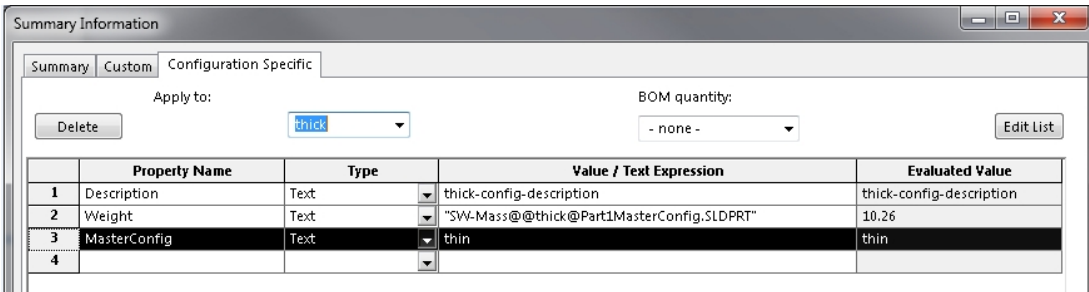 Summary Information
Summary Custom Configuration Specific
Apply to: BOM quantity:
Delete thick - none - Edit List
Property Name Type Value / Text Expression Evaluated Value
1 Description Text thick-config-description thick-config-description
2 Weight Text "SW-Mass@@thick@Part1MasterConfig.SLDPRT" 10.26
3 MasterConfig Text thin thin
4